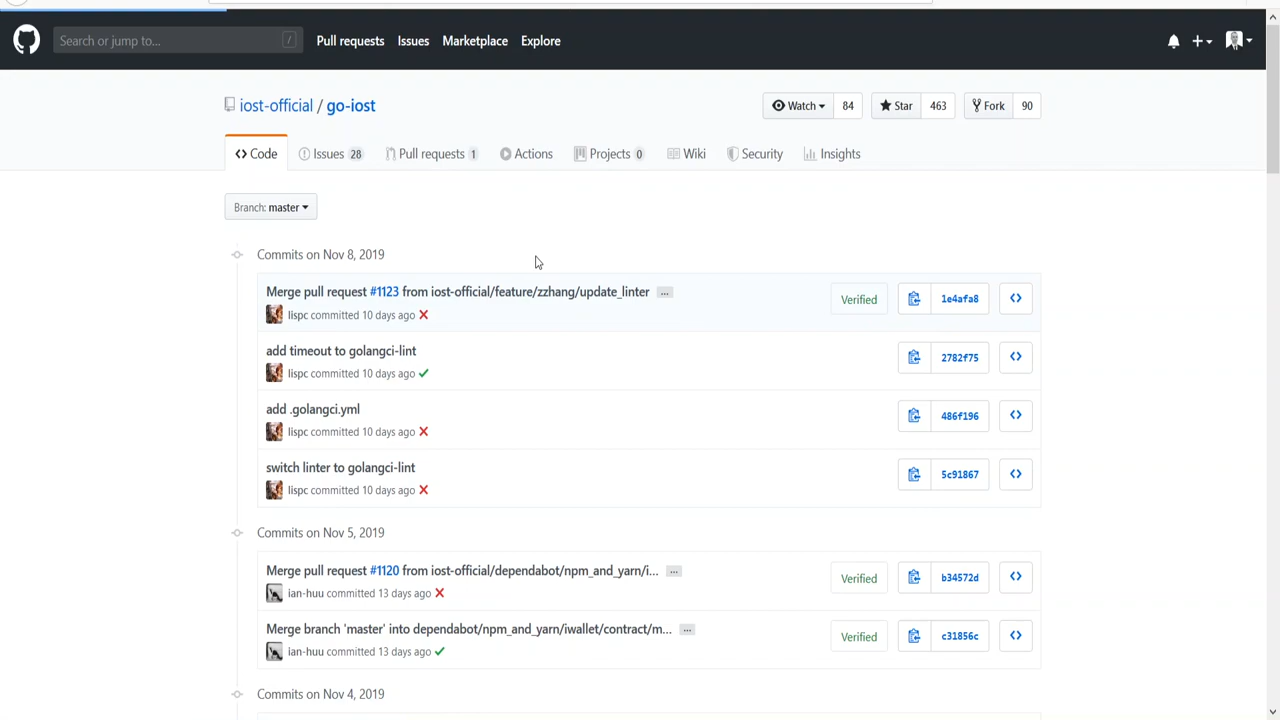 Search or jump to... /
Pull requests Issues Marketplace Explore
iost-official / go-iost
Watch 84 Star 463 Fork 90
Code Issues 28 Pull requests 1 Actions Projects 0 Wiki Security Insights
Branch: master
Commits on Nov 8, 2019
Merge pull request #1123 from iost-official/feature/zzhang/update_linter ...
Verified 1e4afa8
lispc committed 10 days ago
add timeout to golangci-lint
2782f75
lispc committed 10 days ago
add .golangci.yml
486f196
lispc committed 10 days ago
switch linter to golangci-lint
5c91867
lispc committed 10 days ago
Commits on Nov 5, 2019
Merge pull request #1120 from iost-official/dependabot/npm_and_yarn/i... ...
Verified b34572d
ian-huu committed 13 days ago
Merge branch 'master' into dependabot/npm_and_yarn/iwallet/contract/m... ...
Verified c31856c
ian-huu committed 13 days ago
Commits on Nov 4, 2019